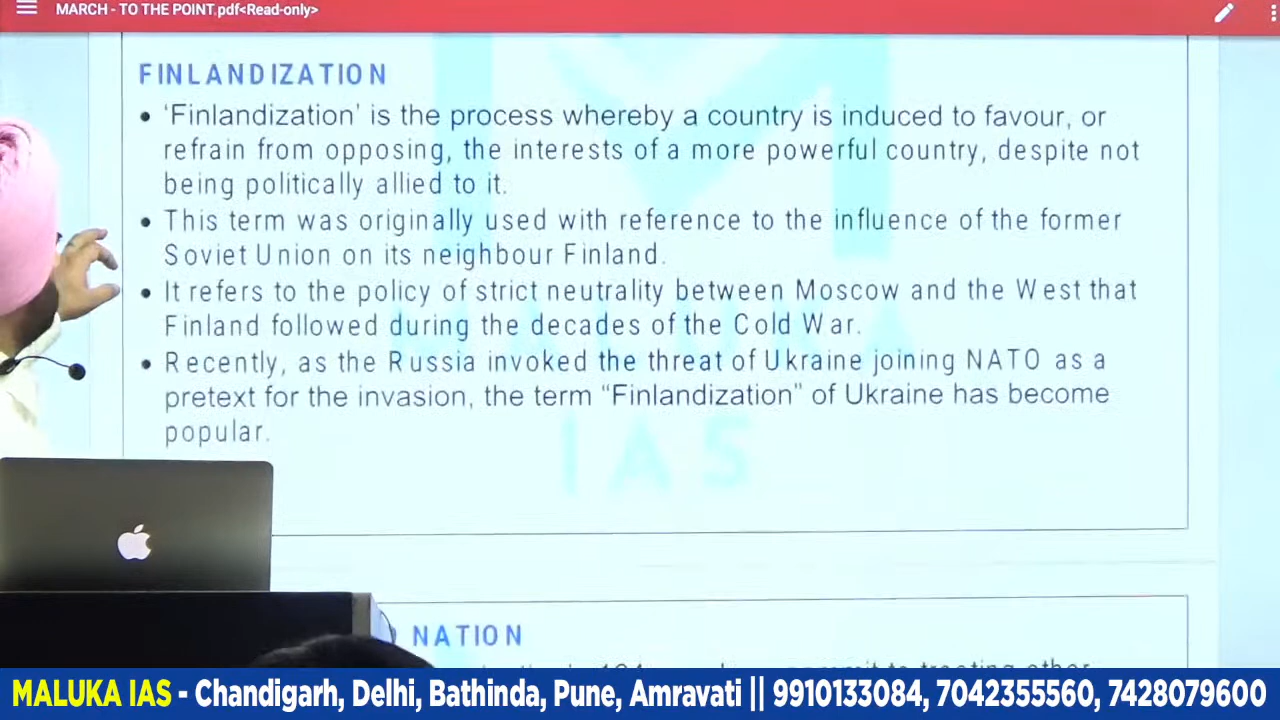 MARCH - TO THE POINT.pdf<Read-only>
FINLANDIZATION
• ‘Finlandization’ is the process whereby a country is induced to favour, or
refrain from opposing, the interests of a more powerful country, despite not
being politically allied to it.
• This term was originally used with reference to the influence of the former
Soviet Union on its neighbour Finland.
• It refers to the policy of strict neutrality between Moscow and the West that
Finland followed during the decades of the Cold War.
• Recently, as the Russia invoked the threat of Ukraine joining NATO as a
pretext for the invasion, the term “Finlandization” of Ukraine has become
popular.
MALUKA
IAS
NATION
MALUKA IAS - Chandigarh, Delhi, Bathinda, Pune, Amravati || 9910133084, 7042355560, 7428079600